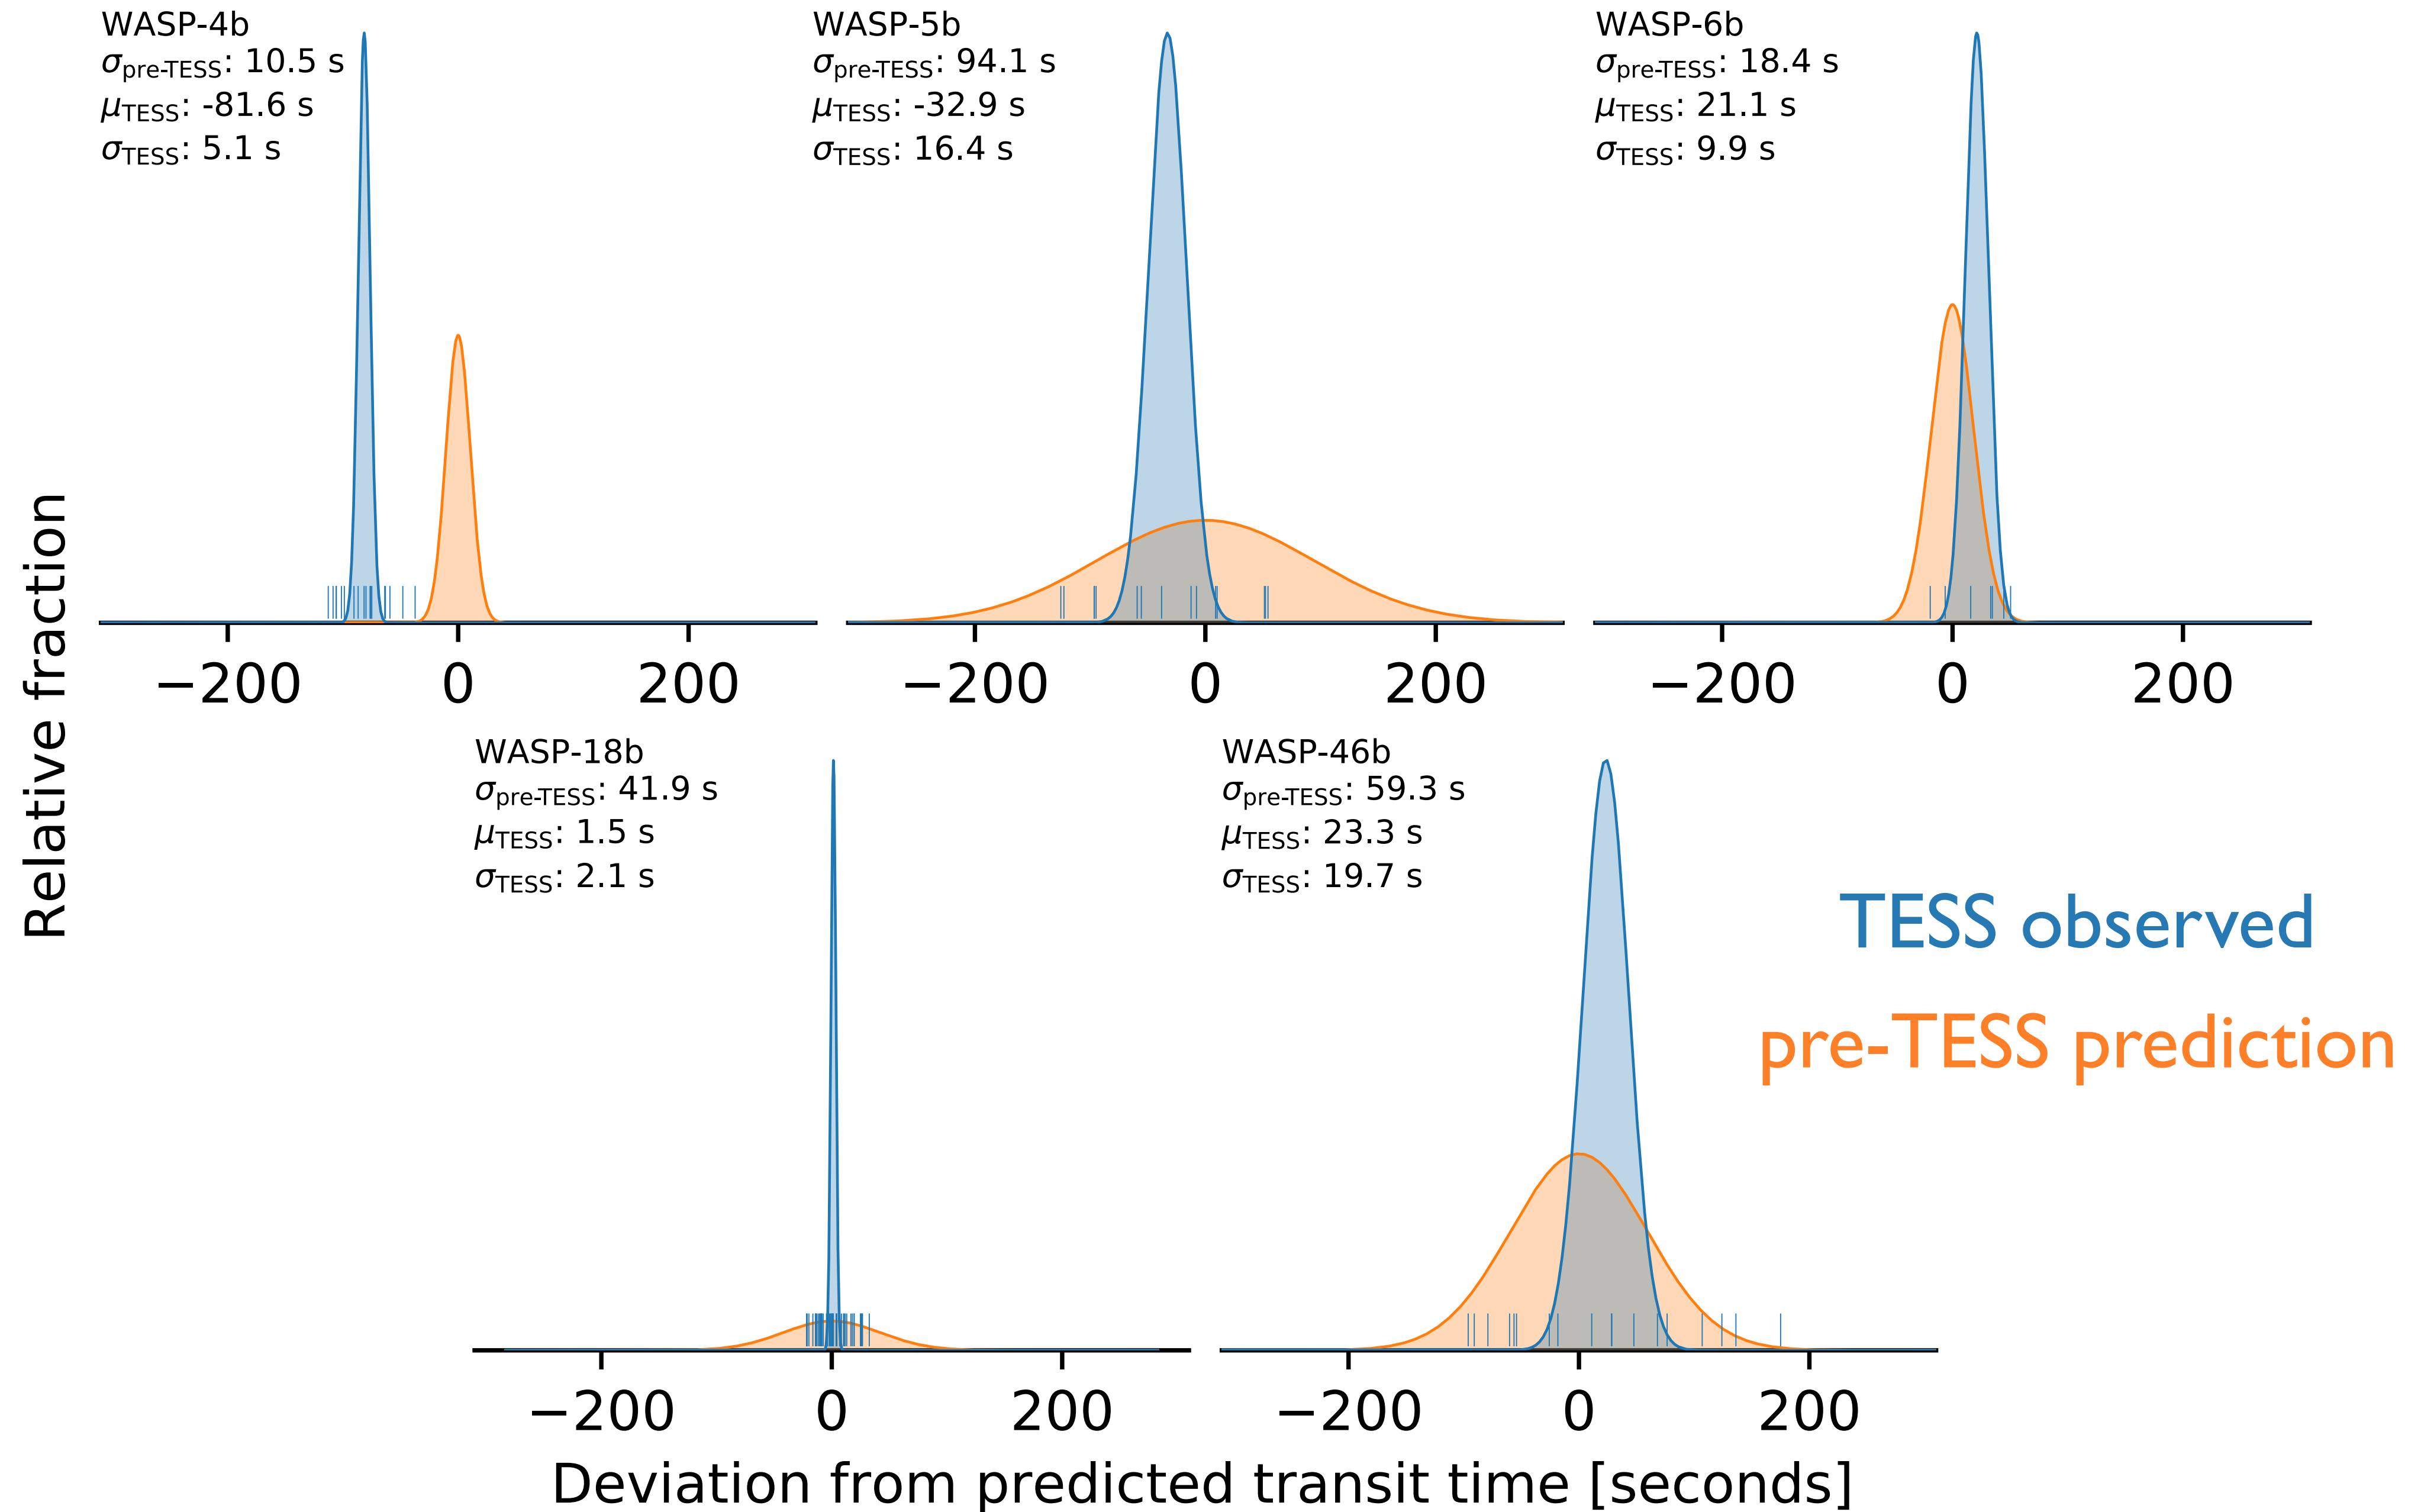 WASP-4b
σpre-TESS: 10.5 s
μTESS: -81.6 s
σTESS: 5.1 s
WASP-5b
σpre-TESS: 94.1 s
μTESS: -32.9 s
σTESS: 16.4 s
WASP-6b
σpre-TESS: 18.4 s
μTESS: 21.1 s
σTESS: 9.9 s
−200 0 200
−200 0 200
−200 0 200
Relative fraction
WASP-18b
σpre-TESS: 41.9 s
μTESS: 1.5 s
σTESS: 2.1 s
WASP-46b
σpre-TESS: 59.3 s
μTESS: 23.3 s
σTESS: 19.7 s
TESS observed
pre-TESS prediction
−200 0 200
−200 0 200
Deviation from predicted transit time [seconds]